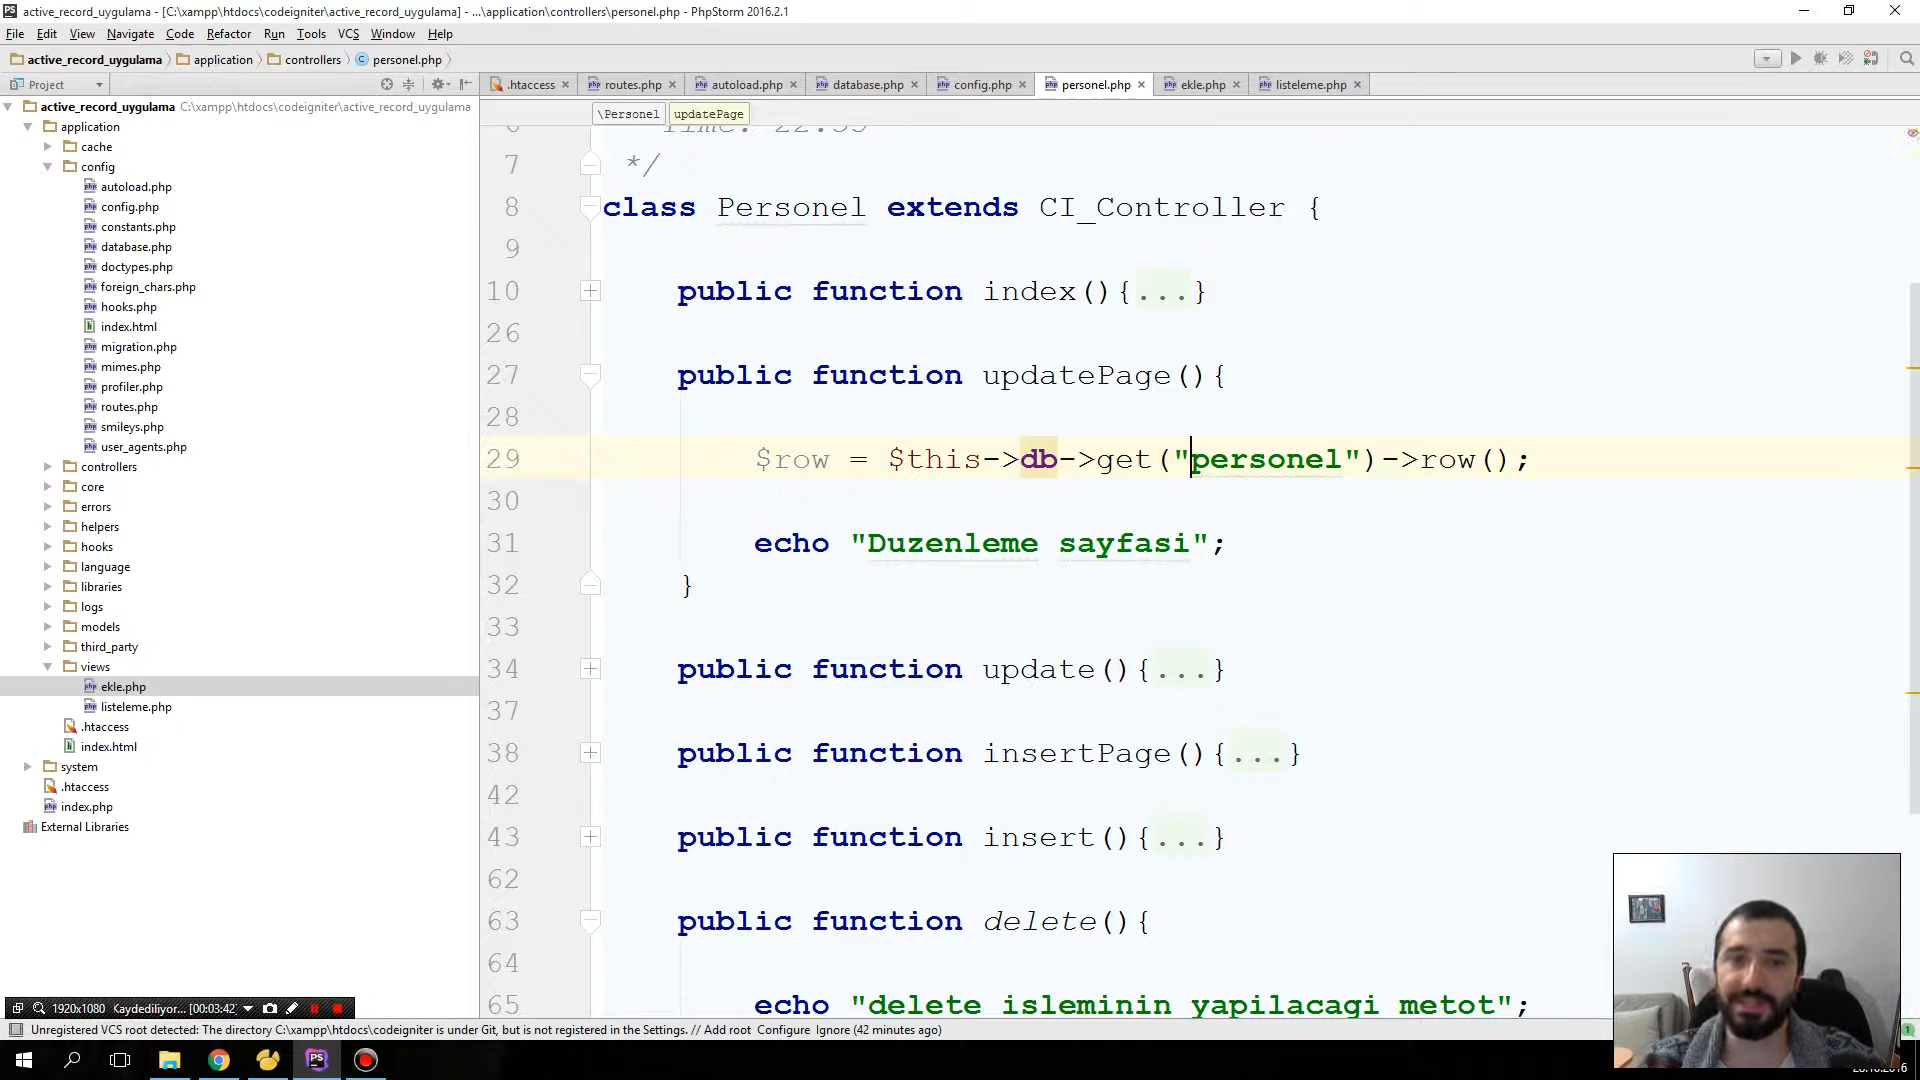 active_record_uygulama - [C:\xampp\htdocs\codeigniter\active_record_uygulama] - ...\application\controllers\personel.php - PhpStorm 2016.2.1
File Edit View Navigate Code Refactor Run Tools VCS Window Help
active_record_uygulama application controllers personel.php
Project
.htaccess routes.php autoload.php database.php config.php personel.php ekle.php listeleme.php
\Personel updatePage
active_record_uygulama C:\xampp\htdocs\codeigniter\active_record_uygulama
application
cache
config
autoload.php
config.php
constants.php
database.php
doctypes.php
foreign_chars.php
hooks.php
index.html
migration.php
mimes.php
profiler.php
routes.php
smileys.php
user_agents.php
controllers
core
errors
helpers
hooks
language
libraries
logs
models
third_party
views
ekle.php
listeleme.php
.htaccess
index.html
system
.htaccess
index.php
External Libraries
7 */
8 class Personel extends CI_Controller {
9
10 public function index(){...}
26
27 public function updatePage(){
28
29 $row = $this->db->get("personel")->row();
30
31 echo "Duzenleme sayfasi";
32 }
33
34 public function update(){...}
37
38 public function insertPage(){...}
42
43 public function insert(){...}
62
63 public function delete(){
64
65 echo "delete isleminin yapilacagi metot";
1920x1080 Kaydediliyor... [00:03:42]
Unregistered VCS root detected: The directory C:\xampp\htdocs\codeigniter is under Git, but is not registered in the Settings. // Add root Configure Ignore (42 minutes ago)